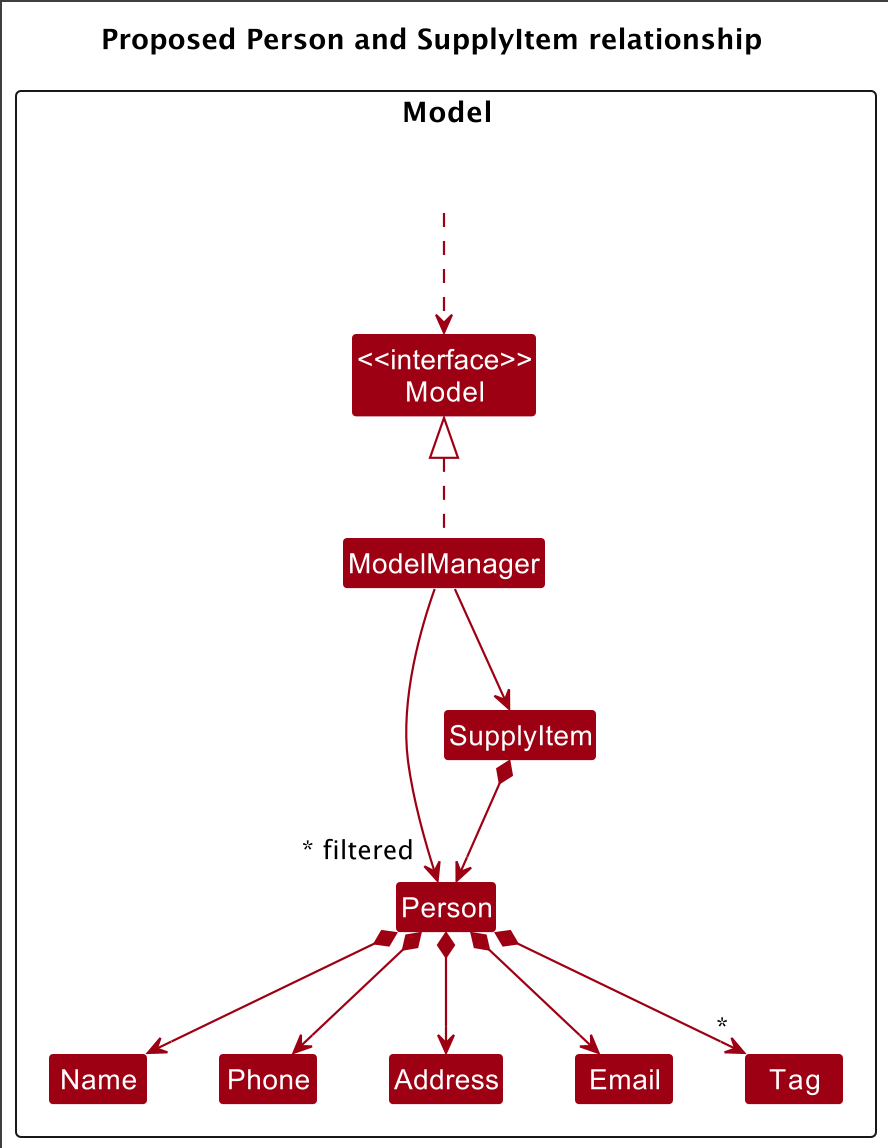 Proposed Person and SupplyItem relationship
Model
<<interface>>
Model
ModelManager
SupplyItem
* filtered
Person
*
Name
Phone
Address
Email
Tag